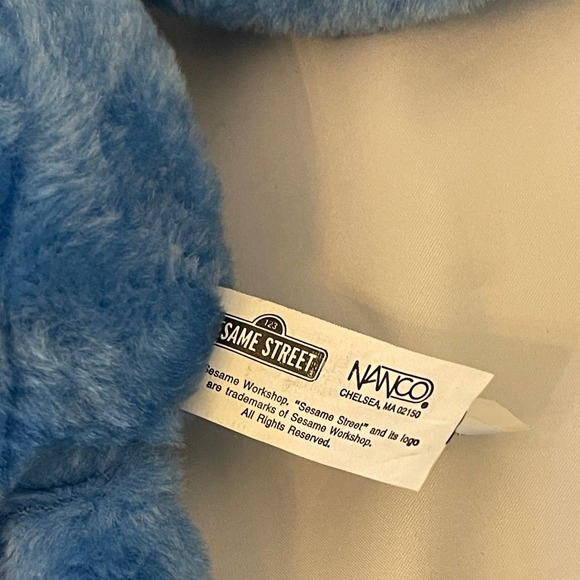 123
SESAME STREET
NANCO
CHELSEA, MA 02150
Sesame Workshop. "Sesame Street" and its logo
are trademarks of Sesame Workshop.
All Rights Reserved.